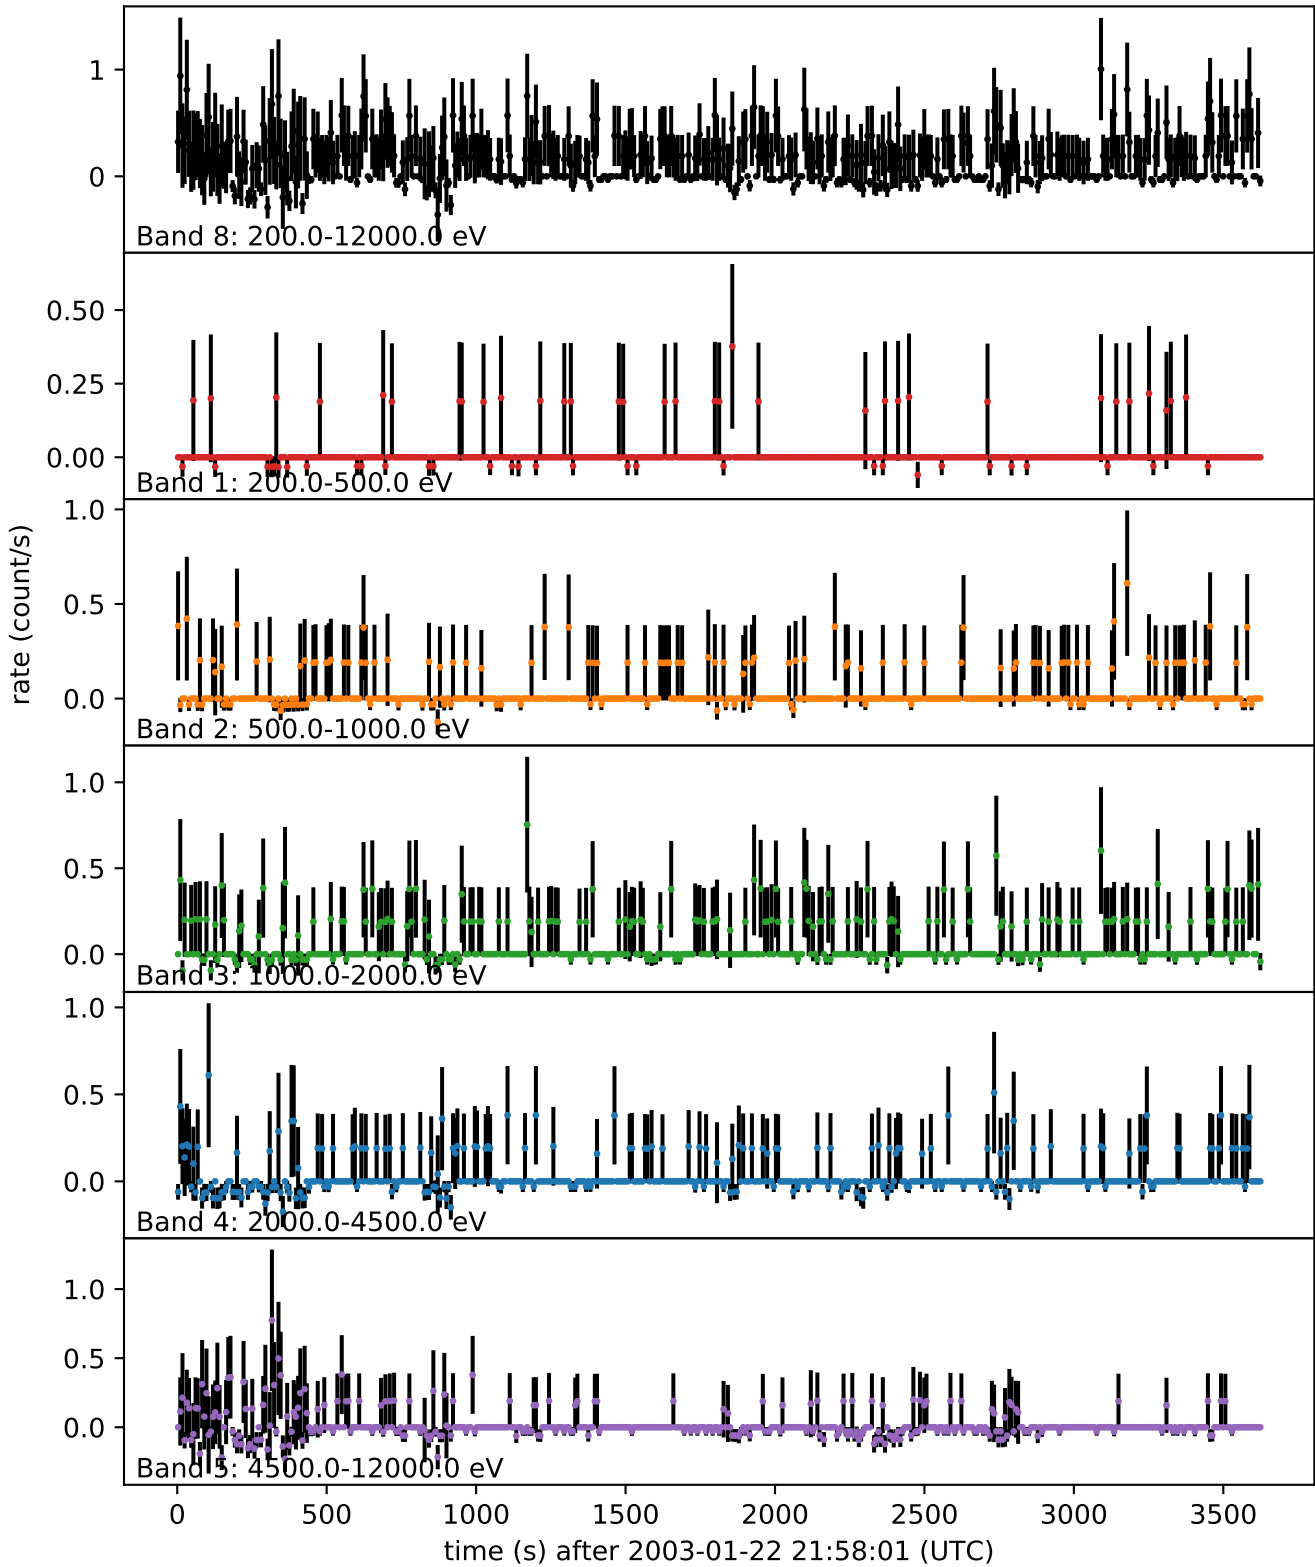 1
0
Band 8: 200.0-12000.0 eV
0.50
0.25
0.00
Band 1: 200.0-500.0 eV
1.0
0.5
0.0
Band 2: 500.0-1000.0 eV
rate (count/s)
1.0
0.5
0.0
Band 3: 1000.0-2000.0 eV
1.0
0.5
0.0
Band 4: 2000.0-4500.0 eV
1.0
0.5
0.0
Band 5: 4500.0-12000.0 eV
0 500 1000 1500 2000 2500 3000 3500
time (s) after 2003-01-22 21:58:01 (UTC)